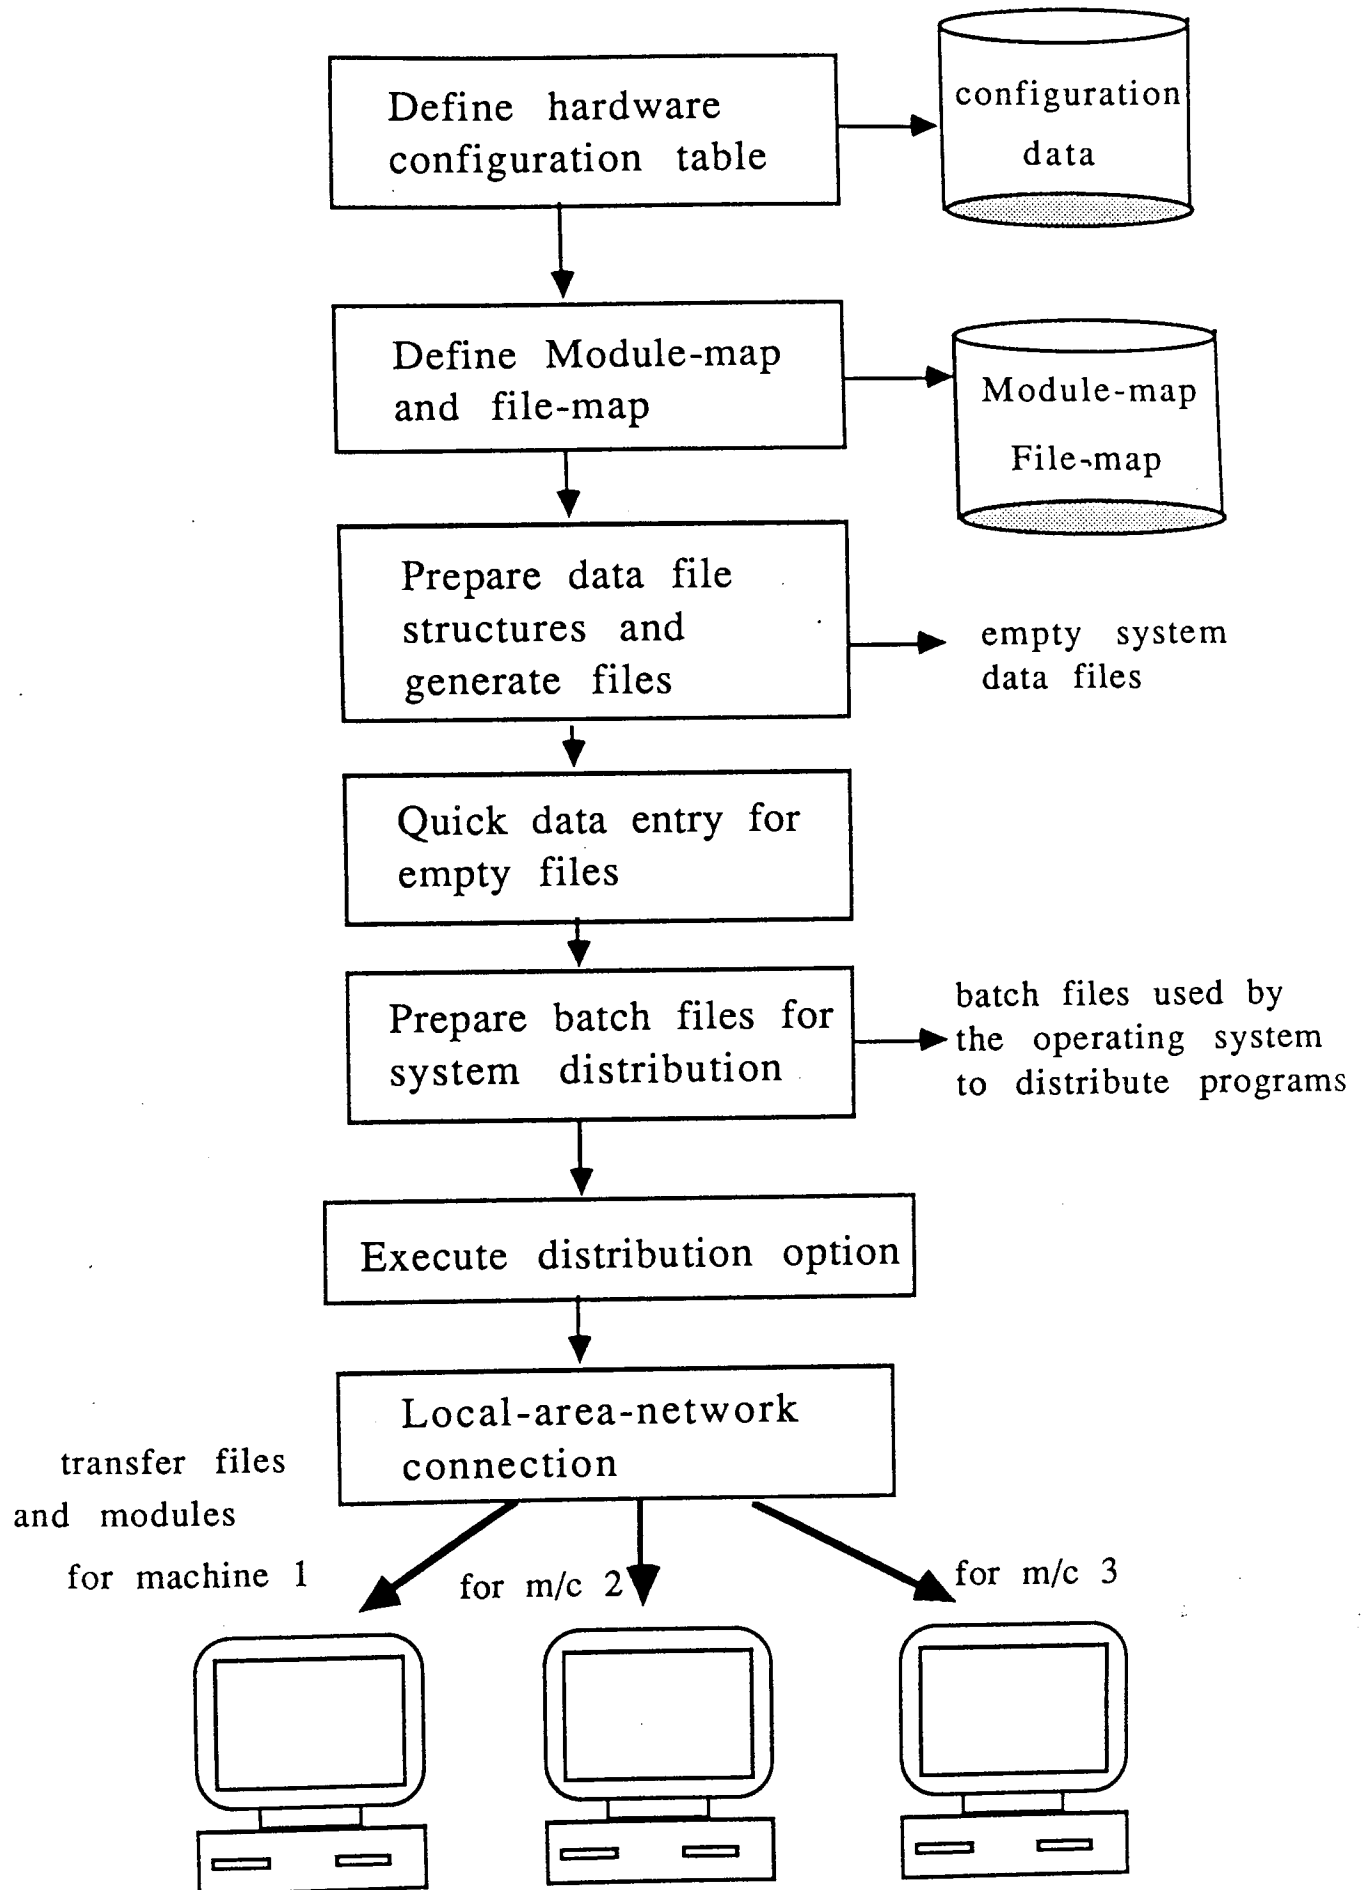 Define hardware
configuration table
configuration
data
Define Module-map
and file-map
Module-map
File-map
Prepare data file
structures and
generate files
empty system
data files
Quick data entry for
empty files
Prepare batch files for
system distribution
batch files used by
the operating system
to distribute programs
Execute distribution option
Local-area-network
connection
transfer files
and modules
for machine 1
for m/c 2
for m/c 3